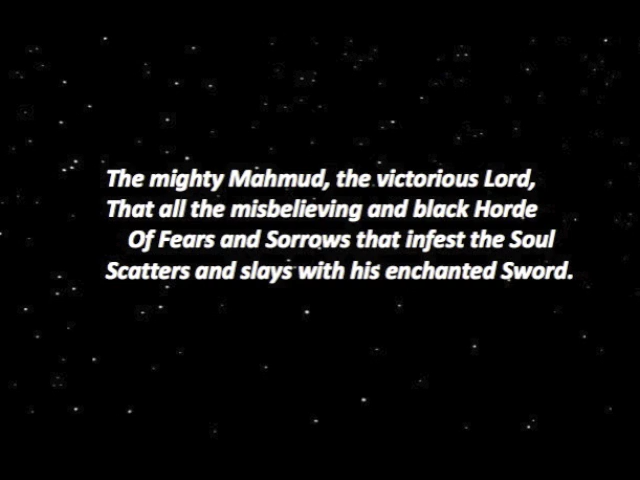 The mighty Mahmud, the victorious Lord,
That all the misbelieving and black Horde
Of Fears and Sorrows that infest the Soul
Scatters and slays with his enchanted Sword.